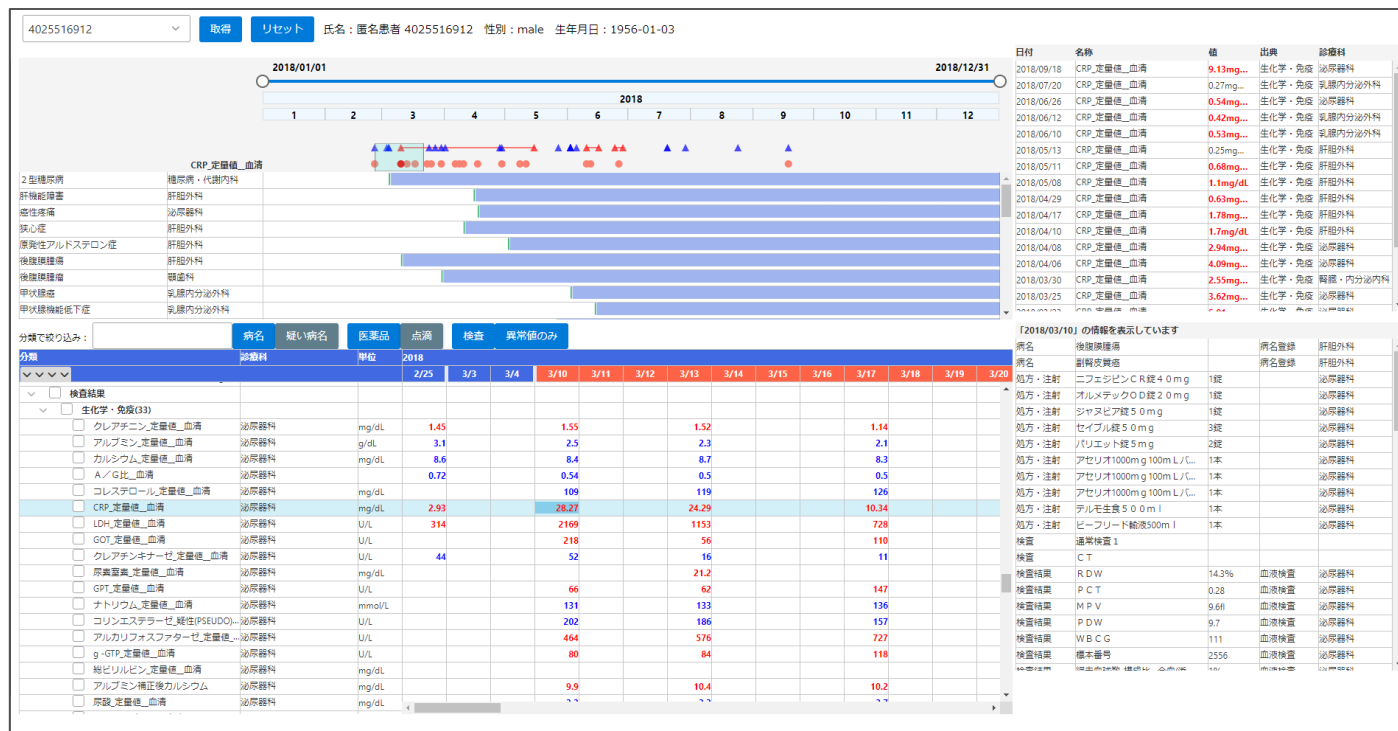 4025516912 取得 リセット 氏名：匿名患者 4025516912 性別：male 生年月日：1956-01-03
2018/01/01 2018/12/31
2018
1 2 3 4 5 6 7 8 9 10 11 12
CRP_定量値__血清
２型糖尿病 糖尿病・代謝内科
肝機能障害 肝胆外科
癌性疼痛 泌尿器科
狭心症 肝胆外科
原発性アルドステロン症 肝胆外科
後腹膜腫瘍 肝胆外科
後腹膜腫瘤 顎歯科
甲状腺癌 乳腺内分泌外科
甲状腺機能低下症 乳腺内分泌外科
日付 名称 値 出典 診療科
2018/09/18 CRP_定量値__血清 9.13mg... 生化学・免疫 泌尿器科
2018/07/20 CRP_定量値__血清 0.27mg... 生化学・免疫 乳腺内分泌外科
2018/06/26 CRP_定量値__血清 0.54mg... 生化学・免疫 泌尿器科
2018/06/12 CRP_定量値__血清 0.42mg... 生化学・免疫 乳腺内分泌外科
2018/06/10 CRP_定量値__血清 0.53mg... 生化学・免疫 乳腺内分泌外科
2018/05/13 CRP_定量値__血清 0.25mg... 生化学・免疫 肝胆外科
2018/05/11 CRP_定量値__血清 0.68mg... 生化学・免疫 肝胆外科
2018/05/08 CRP_定量値__血清 1.1mg/dL 生化学・免疫 肝胆外科
2018/04/29 CRP_定量値__血清 0.63mg... 生化学・免疫 肝胆外科
2018/04/17 CRP_定量値__血清 1.78mg... 生化学・免疫 肝胆外科
2018/04/10 CRP_定量値__血清 1.7mg/dL 生化学・免疫 肝胆外科
2018/04/08 CRP_定量値__血清 2.94mg... 生化学・免疫 泌尿器科
2018/04/06 CRP_定量値__血清 4.09mg... 生化学・免疫 泌尿器科
2018/03/30 CRP_定量値__血清 2.55mg... 生化学・免疫 腎臓・内分泌内科
2018/03/25 CRP_定量値__血清 3.62mg... 生化学・免疫 泌尿器科
分類で絞り込み： 病名 疑い病名 医薬品 点滴 検査 異常値のみ
分類 診療科 単位 2018
2/25 3/3 3/4 3/10 3/11 3/12 3/13 3/14 3/15 3/16 3/17 3/18 3/19 3/20
検査結果
生化学・免疫(33)
クレアチニン_定量値__血清 泌尿器科 mg/dL 1.45 1.55 1.52 1.14
アルブミン_定量値__血清 泌尿器科 g/dL 3.1 2.5 2.3 2.1
カルシウム_定量値__血清 泌尿器科 mg/dL 8.6 8.4 8.7 8.3
Ａ／Ｇ比__血清 泌尿器科 0.72 0.54 0.5 0.5
コレステロール_定量値__血清 泌尿器科 mg/dL 109 119 126
CRP_定量値__血清 泌尿器科 mg/dL 2.93 28.27 24.29 10.34
LDH_定量値__血清 泌尿器科 U/L 314 2169 1153 728
GOT_定量値__血清 泌尿器科 U/L 218 56 110
クレアチンキナーゼ_定量値__血清 泌尿器科 U/L 44 52 16 11
尿素窒素_定量値__血清 泌尿器科 mg/dL 21.2
GPT_定量値__血清 泌尿器科 U/L 66 62 147
ナトリウム_定量値__血清 泌尿器科 mmol/L 131 133 136
コリンエステラーゼ_疑性(PSEUDO)-... 泌尿器科 U/L 202 186 157
アルカリフォスファターゼ_定量値_... 泌尿器科 U/L 464 576 727
g -GTP_定量値__血清 泌尿器科 U/L 80 84 118
総ビリルビン_定量値__血清 泌尿器科 mg/dL
アルブミン補正後カルシウム 泌尿器科 mg/dL 9.9 10.4 10.2
尿酸_定量値__血清 泌尿器科 mg/dL
「2018/03/10」の情報を表示しています
病名 後腹膜腫瘍 病名登録 肝胆外科
病名 副腎皮質癌 病名登録 肝胆外科
処方・注射 ニフェジピンＣＲ錠４０ｍｇ 1錠 泌尿器科
処方・注射 オルメテックＯＤ錠２０ｍｇ 1錠 泌尿器科
処方・注射 ジャヌビア錠５０ｍｇ 1錠 泌尿器科
処方・注射 セイブル錠５０ｍｇ 3錠 泌尿器科
処方・注射 パリエット錠５ｍｇ 2錠 泌尿器科
処方・注射 アセリオ1000ｍｇ100ｍＬバ... 1本 泌尿器科
処方・注射 アセリオ1000ｍｇ100ｍＬバ... 1本 泌尿器科
処方・注射 アセリオ1000ｍｇ100ｍＬバ... 1本 泌尿器科
処方・注射 テルモ生食５００ｍｌ 1本 泌尿器科
処方・注射 ビーフリード輸液500ｍｌ 1本 泌尿器科
検査 通常検査１
検査 ＣＴ
検査結果 ＲＤＷ 14.3% 血液検査 泌尿器科
検査結果 ＰＣＴ 0.28 血液検査 泌尿器科
検査結果 ＭＰＶ 9.6fl 血液検査 泌尿器科
検査結果 ＰＤＷ 9.7 血液検査 泌尿器科
検査結果 ＷＢＣＧ 111 血液検査 泌尿器科
検査結果 標本番号 2556 血液検査 泌尿器科